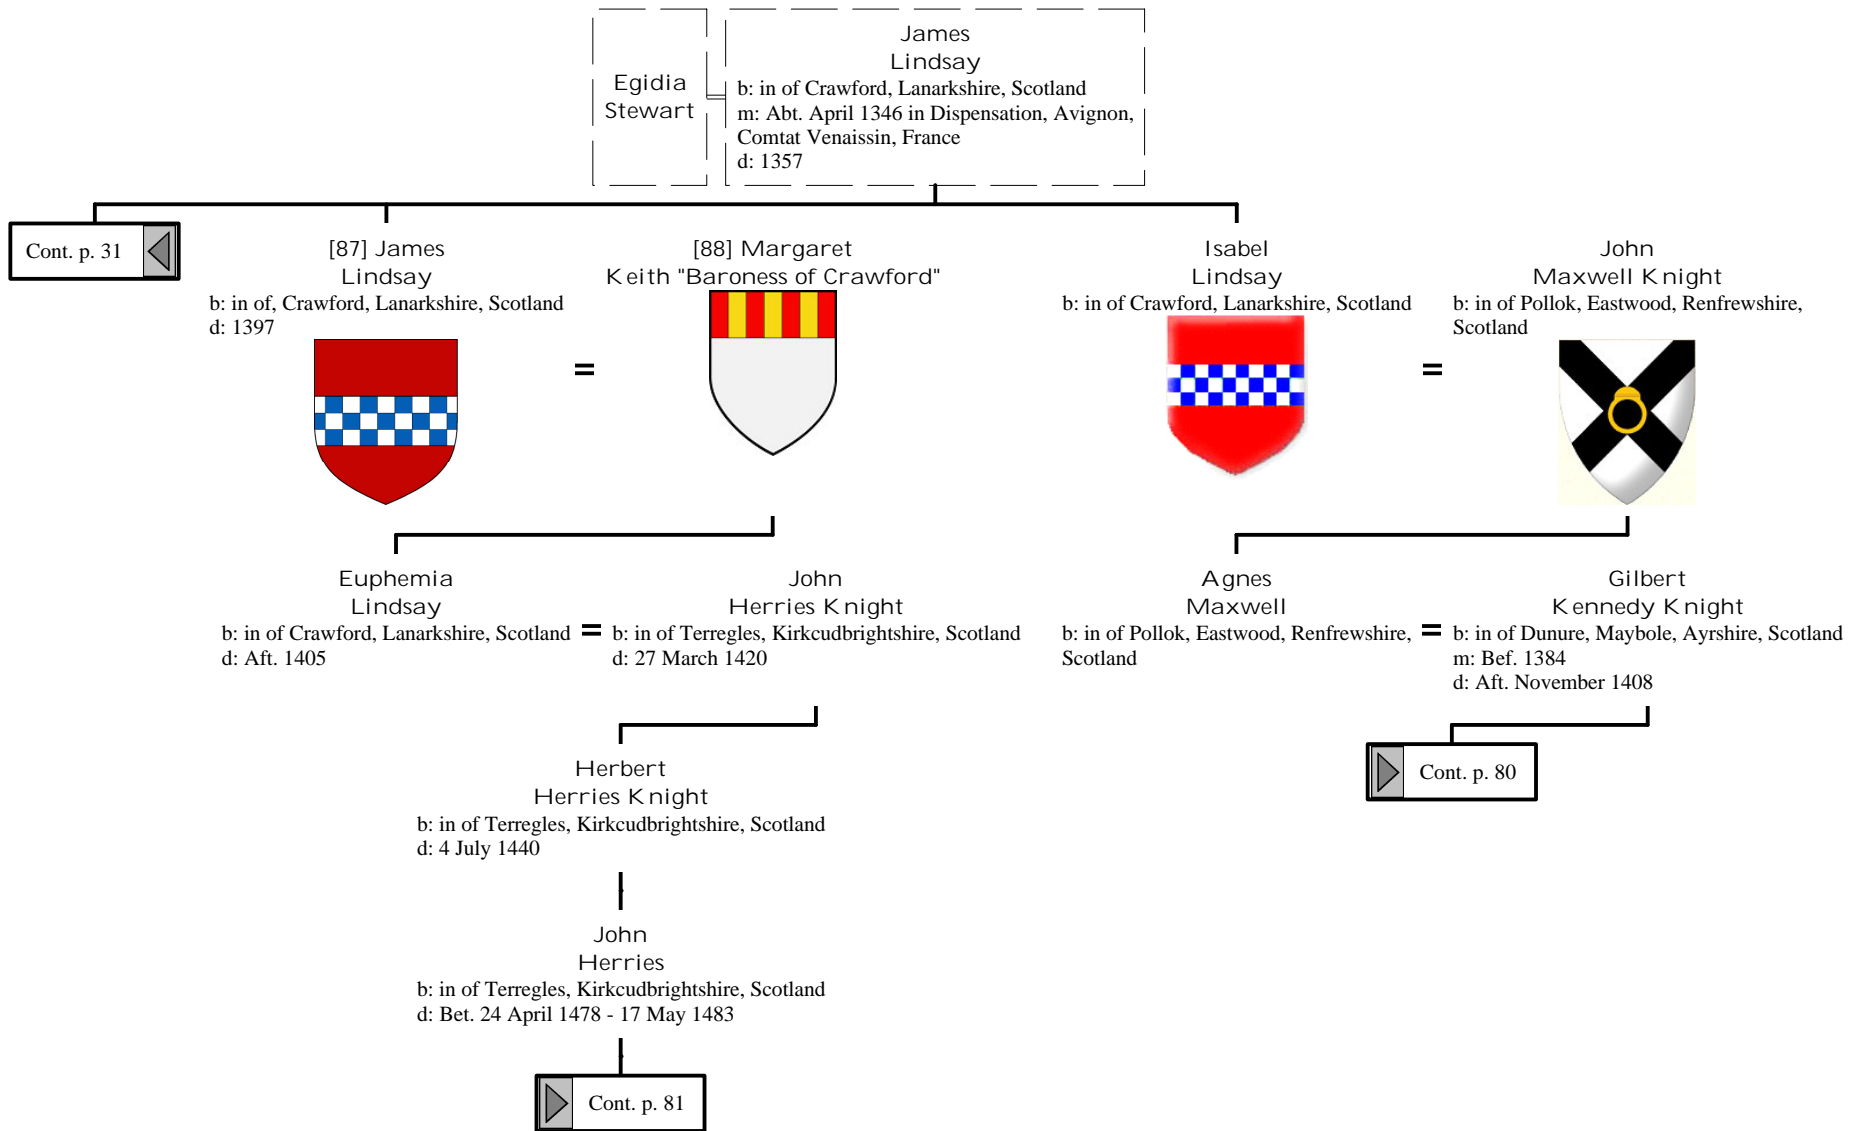 Egidia
Stewart
James
Lindsay
b: in of Crawford, Lanarkshire, Scotland
m: Abt. April 1346 in Dispensation, Avignon,
Comtat Venaissin, France
d: 1357
Cont. p. 31
[87] James
Lindsay
b: in of, Crawford, Lanarkshire, Scotland
d: 1397
=
[88] Margaret
Keith "Baroness of Crawford"
Isabel
Lindsay
b: in of Crawford, Lanarkshire, Scotland
=
John
Maxwell Knight
b: in of Pollok, Eastwood, Renfrewshire,
Scotland
Euphemia
Lindsay
b: in of Crawford, Lanarkshire, Scotland
d: Aft. 1405
=
John
Herries Knight
b: in of Terregles, Kirkcudbrightshire, Scotland
d: 27 March 1420
Agnes
Maxwell
b: in of Pollok, Eastwood, Renfrewshire,
Scotland
=
Gilbert
Kennedy Knight
b: in of Dunure, Maybole, Ayrshire, Scotland
m: Bef. 1384
d: Aft. November 1408
Herbert
Herries Knight
b: in of Terregles, Kirkcudbrightshire, Scotland
d: 4 July 1440
Cont. p. 80
John
Herries
b: in of Terregles, Kirkcudbrightshire, Scotland
d: Bet. 24 April 1478 - 17 May 1483
Cont. p. 81